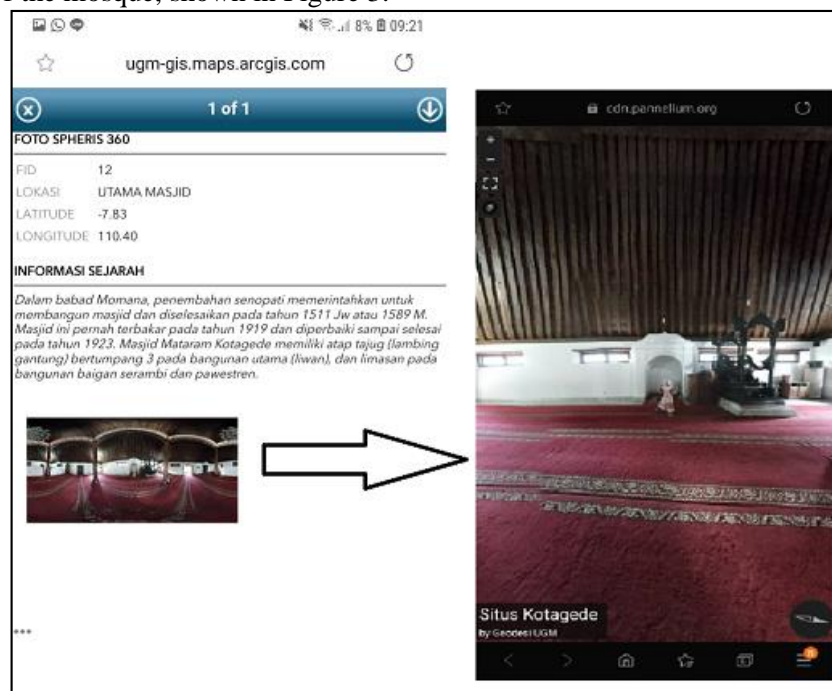 f the mosque, shown in Figure 3.
8% 09:21
ugm-gis.maps.arcgis.com
1 of 1
FOTO SPHERIS 360
FID 12
LOKASI UTAMA MASJID
LATITUDE -7.83
LONGITUDE 110.40
INFORMASI SEJARAH
Dalam babad Momana, penembahan senopati memerintahkan untuk
membangun masjid dan diselesaikan pada tahun 1511 Jw atau 1589 M.
Masjid ini pernah terbakar pada tahun 1919 dan diperbaiki sampai selesai
pada tahun 1923. Masjid Mataram Kotagede memiliki atap tajug (lambing
gantung) bertumpang 3 pada bangunan utama (liwan), dan limasan pada
bangunan baigan serambi dan pawestren.
...
cdn.pannellum.org
+
−
Situs Kotagede
by Geodesi UGM